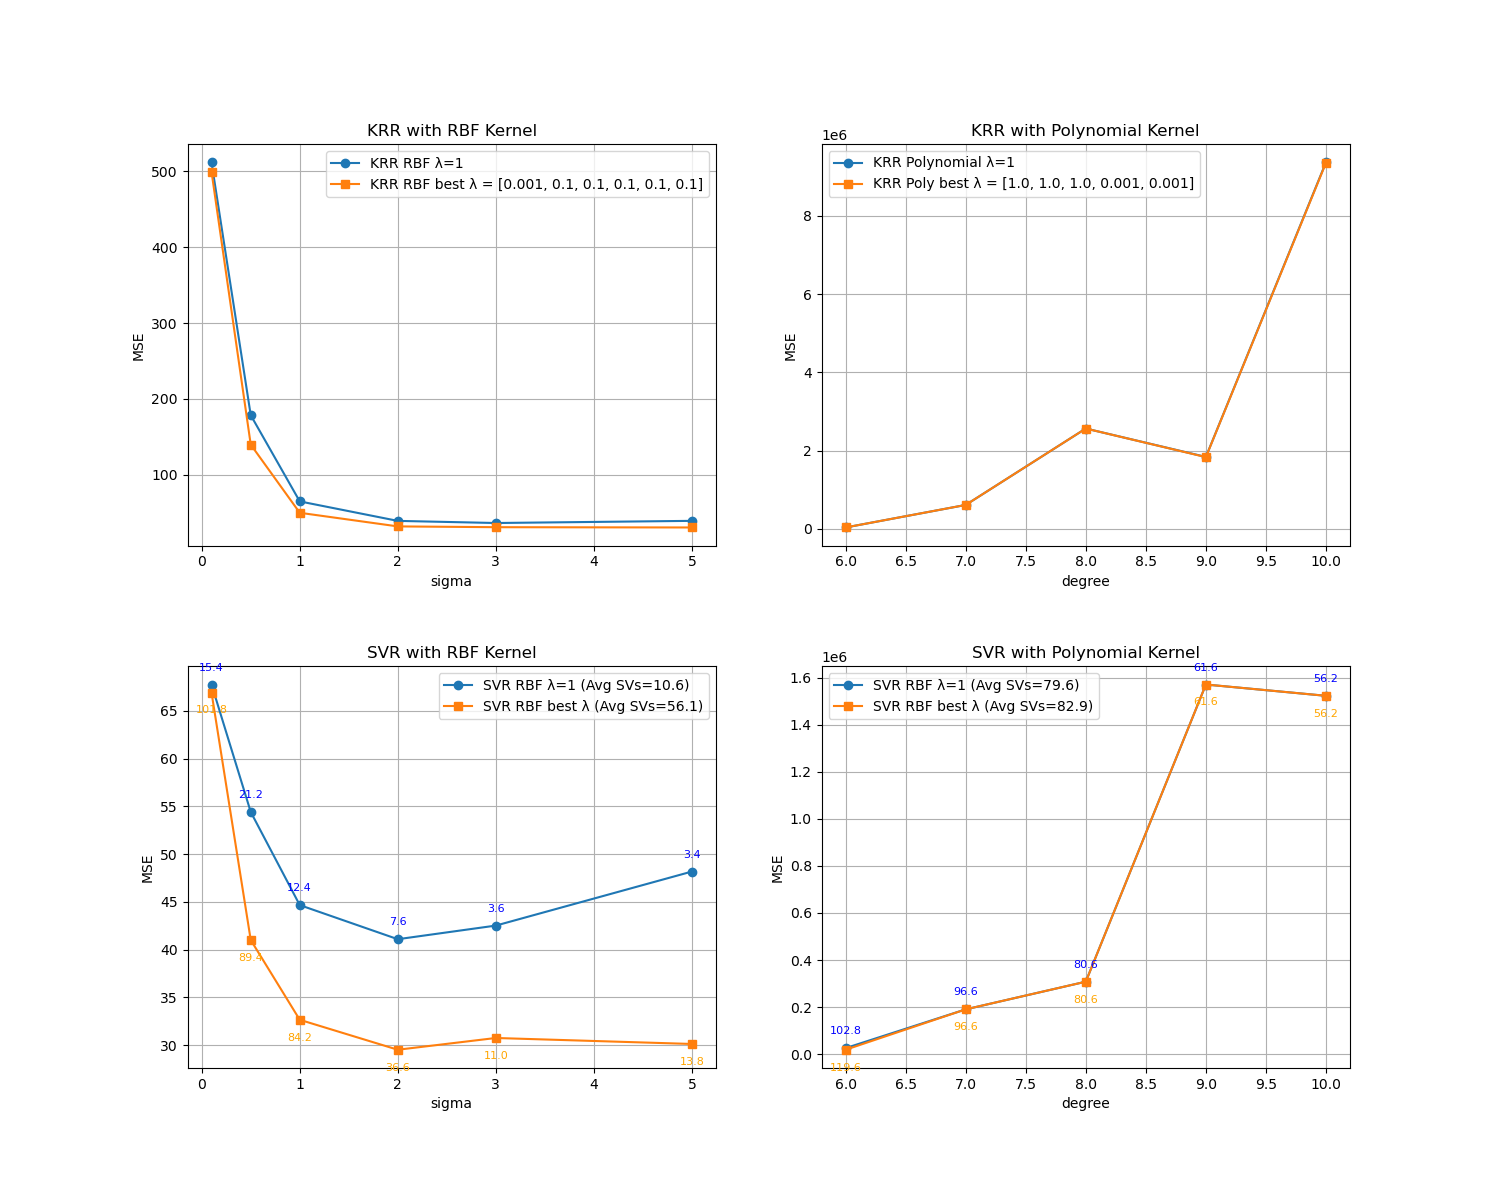 KRR with RBF Kernel
KRR RBF λ=1
KRR RBF best λ = [0.001, 0.1, 0.1, 0.1, 0.1, 0.1]
500
400
300
200
100
MSE
0 1 2 3 4 5
sigma
KRR with Polynomial Kernel
1e6
KRR Polynomial λ=1
KRR Poly best λ = [1.0, 1.0, 1.0, 0.001, 0.001]
8
6
4
2
0
MSE
6.0 6.5 7.0 7.5 8.0 8.5 9.0 9.5 10.0
degree
SVR with RBF Kernel
SVR RBF λ=1 (Avg SVs=10.6)
SVR RBF best λ (Avg SVs=56.1)
15.4
21.2
12.4
7.6
3.6
3.4
89.4
84.2
36.6
11.0
13.8
65
60
55
50
45
40
35
30
MSE
0 1 2 3 4 5
sigma
SVR with Polynomial Kernel
1e6
SVR RBF λ=1 (Avg SVs=79.6)
SVR RBF best λ (Avg SVs=82.9)
102.8
96.6
80.6
61.6
56.2
119.6
96.6
80.6
61.6
56.2
1.6
1.4
1.2
1.0
0.8
0.6
0.4
0.2
0.0
MSE
6.0 6.5 7.0 7.5 8.0 8.5 9.0 9.5 10.0
degree